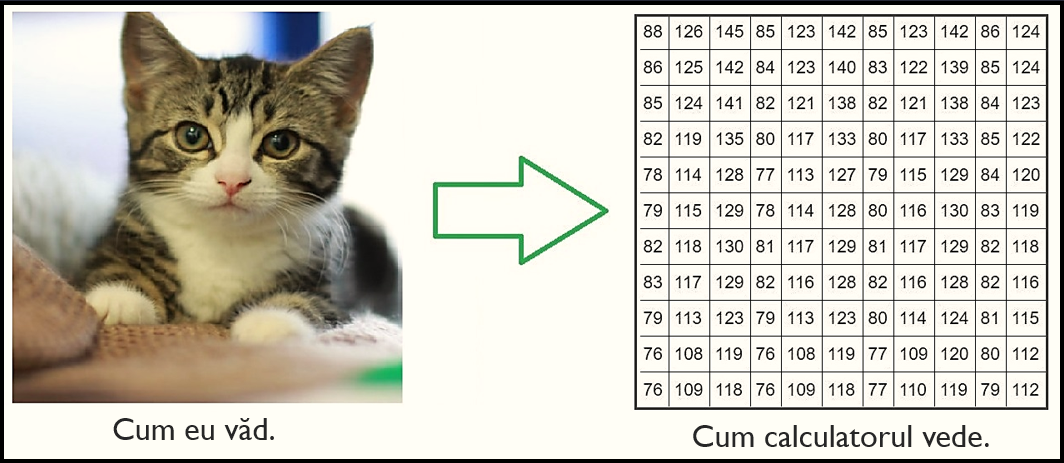 88 126 145 85 123 142 85 123 142 86 124
86 125 142 84 123 140 83 122 139 85 124
85 124 141 82 121 138 82 121 138 84 123
82 119 135 80 117 133 80 117 133 85 122
78 114 128 77 113 127 79 115 129 84 120
79 115 129 78 114 128 80 116 130 83 119
82 118 130 81 117 129 81 117 129 82 118
83 117 129 82 116 128 82 116 128 82 116
79 113 123 79 113 123 80 114 124 81 115
76 108 119 76 108 119 77 109 120 80 112
76 109 118 76 109 118 77 110 119 79 112
Cum eu văd.
Cum calculatorul vede.